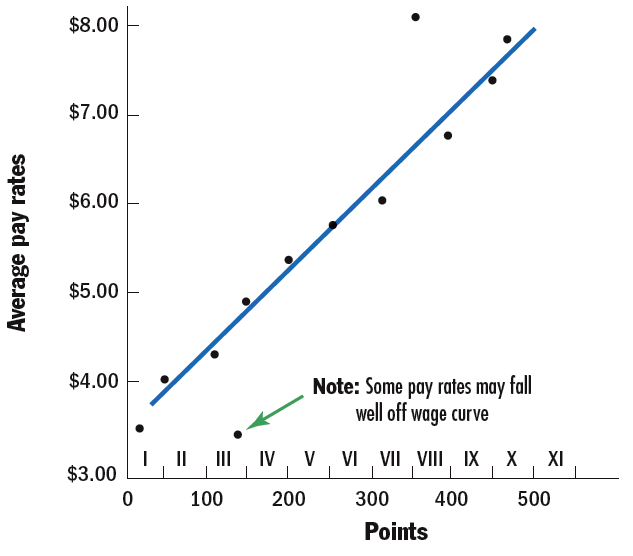 Average pay rates
$8.00
$7.00
$6.00
$5.00
$4.00
$3.00
Note: Some pay rates may fall
well off wage curve
I II III IV V VI VII VIII IX X XI
0 100 200 300 400 500
Points